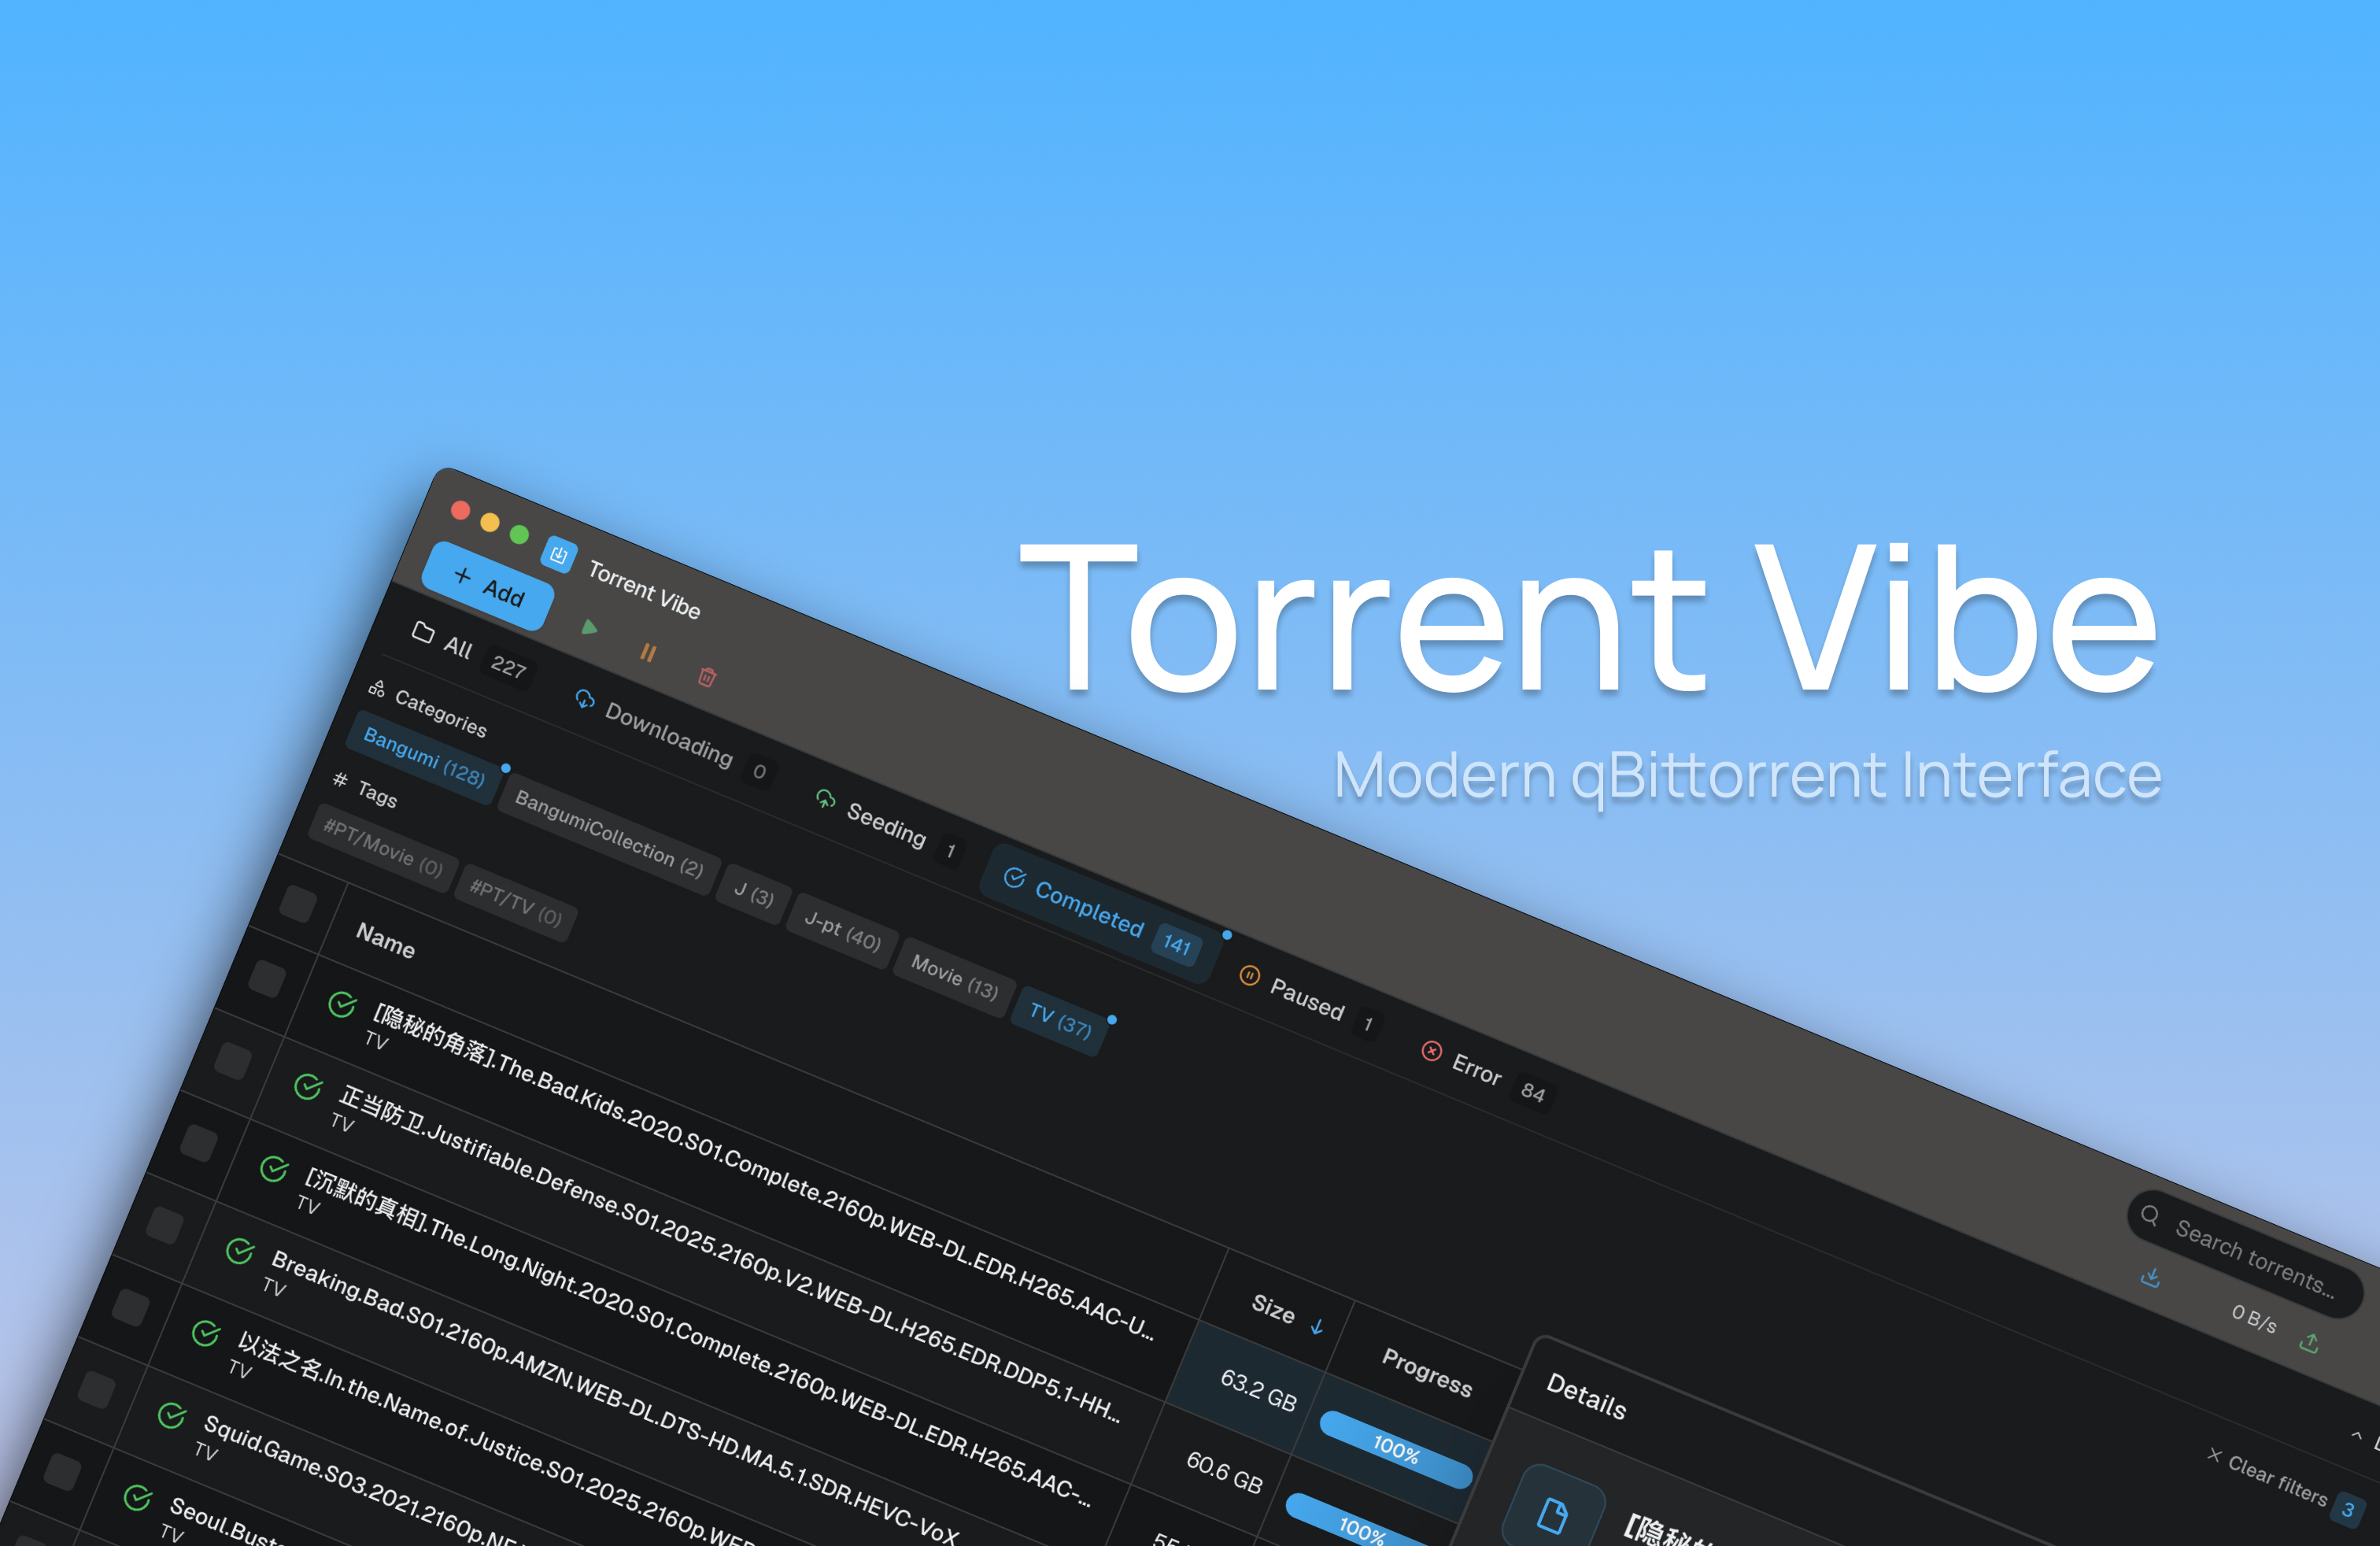 Torrent Vibe
Modern qBittorrent Interface
Torrent Vibe
Add
Search torrents...
0 B/s
All 227
Downloading 0
Seeding 1
Completed 141
Paused 1
Error 84
Categories
Bangumi (128)
BangumiCollection (2)
J (3)
J-pt (40)
Movie (13)
TV (37)
Tags
#PT/Movie (0)
#PT/TV (0)
Clear filters 3
Name
Size
Progress
[隐秘的角落].The.Bad.Kids.2020.S01.Complete.2160p.WEB-DL.EDR.H265.AAC-U...
TV
63.2 GB
100%
正当防卫.Justifiable.Defense.S01.2025.2160p.V2.WEB-DL.H265.EDR.DDP5.1-HH...
TV
60.6 GB
100%
[沉默的真相].The.Long.Night.2020.S01.Complete.2160p.WEB-DL.EDR.H265.AAC-...
TV
Breaking.Bad.S01.2160p.AMZN.WEB-DL.DTS-HD.MA.5.1.SDR.HEVC-VoX
TV
以法之名.In.the.Name.of.Justice.S01.2025.2160p.WEB
TV
Squid.Game.S03.2021.2160p.
TV
Seoul.Bust
TV
Details
[隐秘的